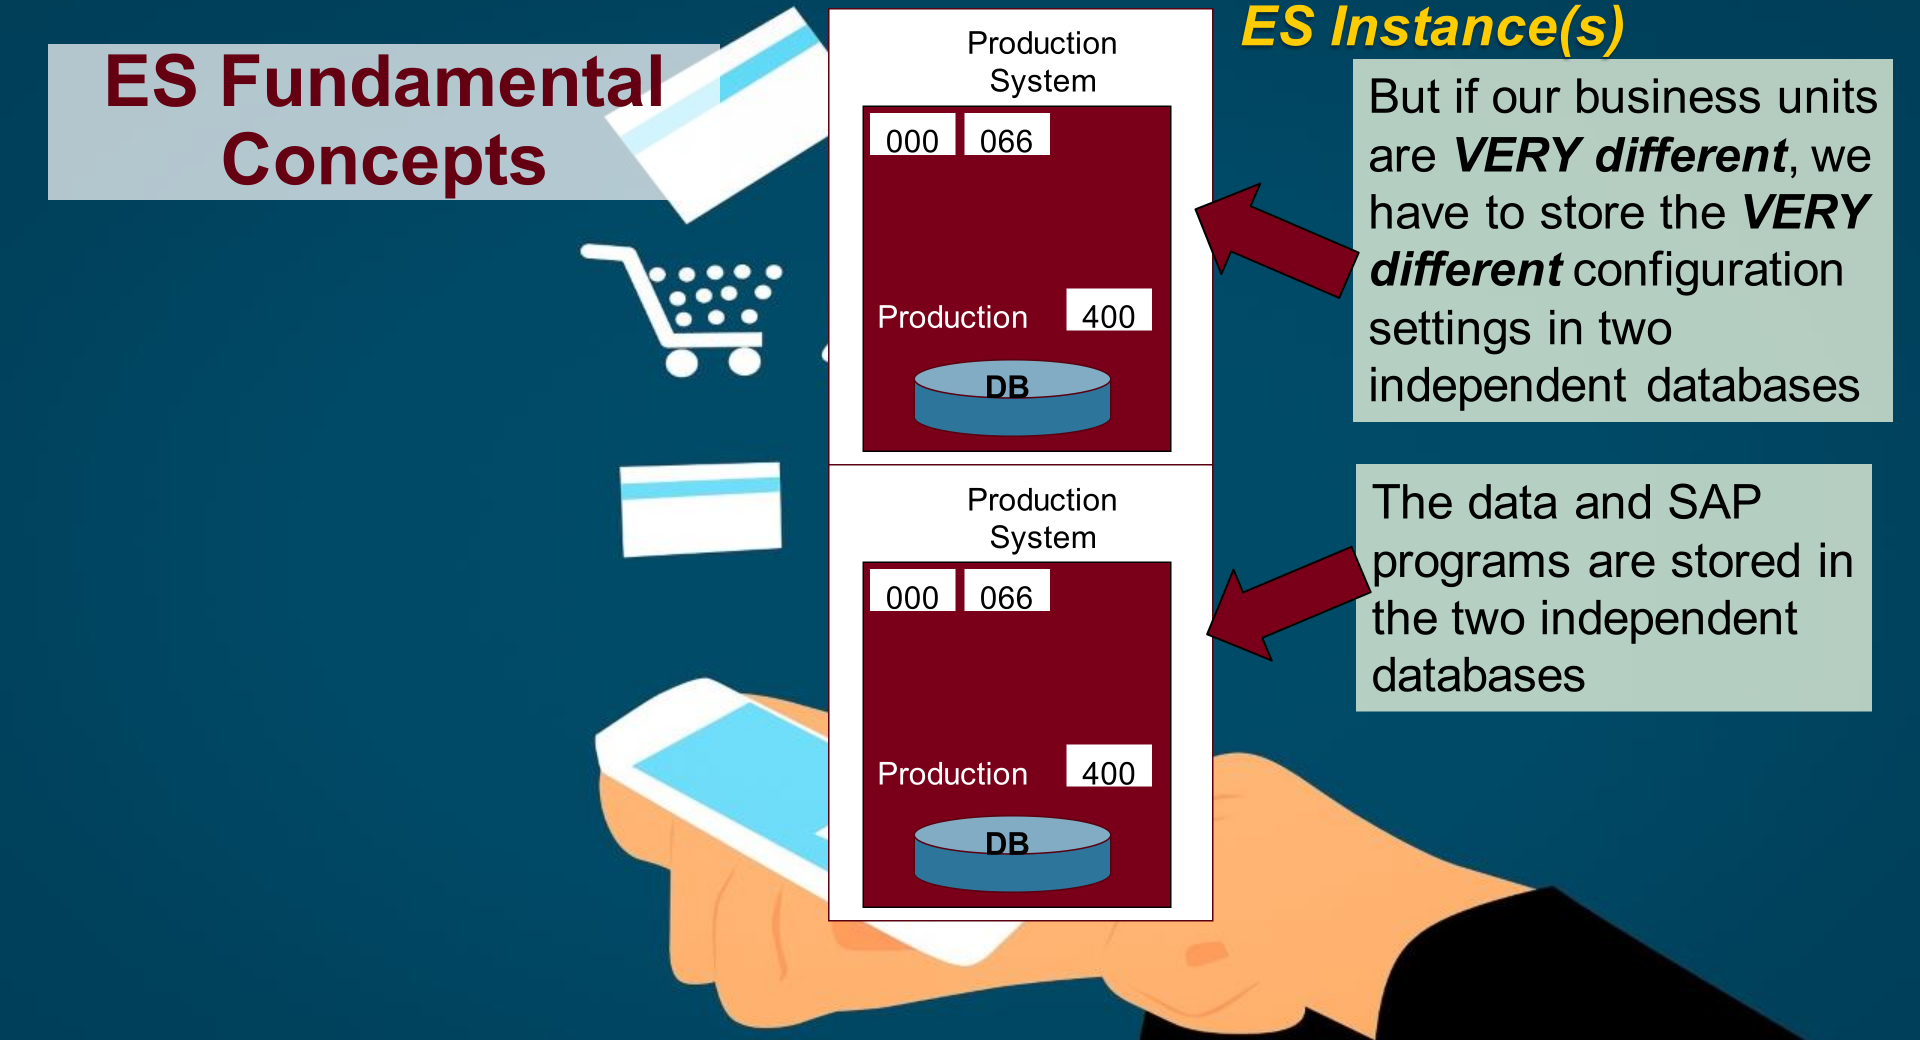 ES Fundamental
Concepts
ES Instance(s)
Production
System
000 066
Production 400
DB
But if our business units
are VERY different, we
have to store the VERY
different configuration
settings in two
independent databases
Production
System
000 066
Production 400
DB
The data and SAP
programs are stored in
the two independent
databases